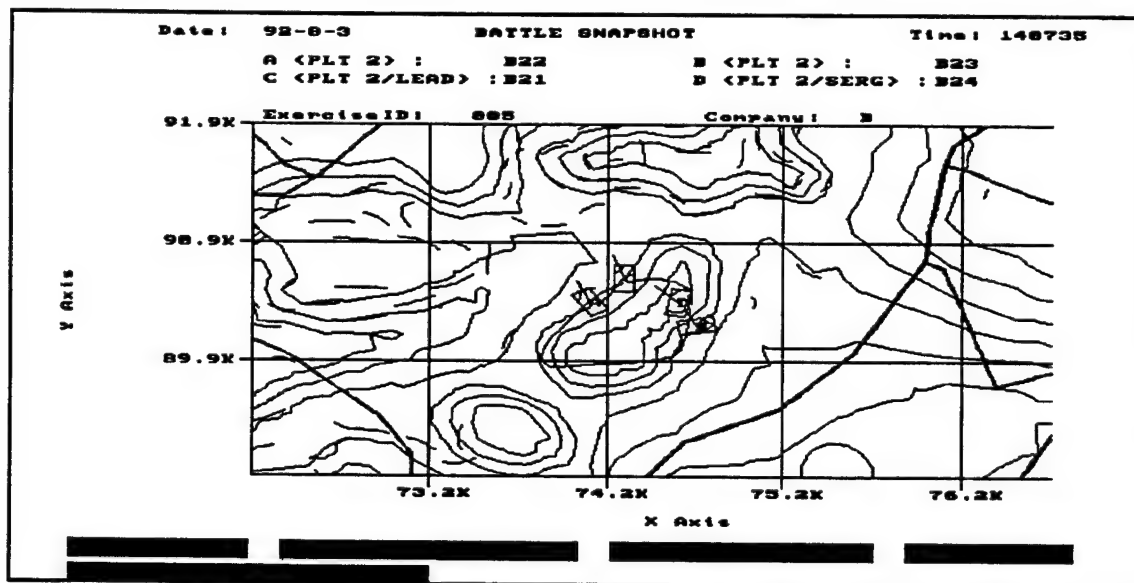 Date: 92-8-3 BATTLE SNAPSHOT Time: 140735
A <PLT 2> : B22 B <PLT 2> : B23
C <PLT 2/LEAD> :B21 D <PLT 2/SERG> :B24
ExerciseID: 005 Company: B
91.9K
90.9K
Y Axis
89.9K
73.2K 74.2K 75.2K 76.2K
X Axis